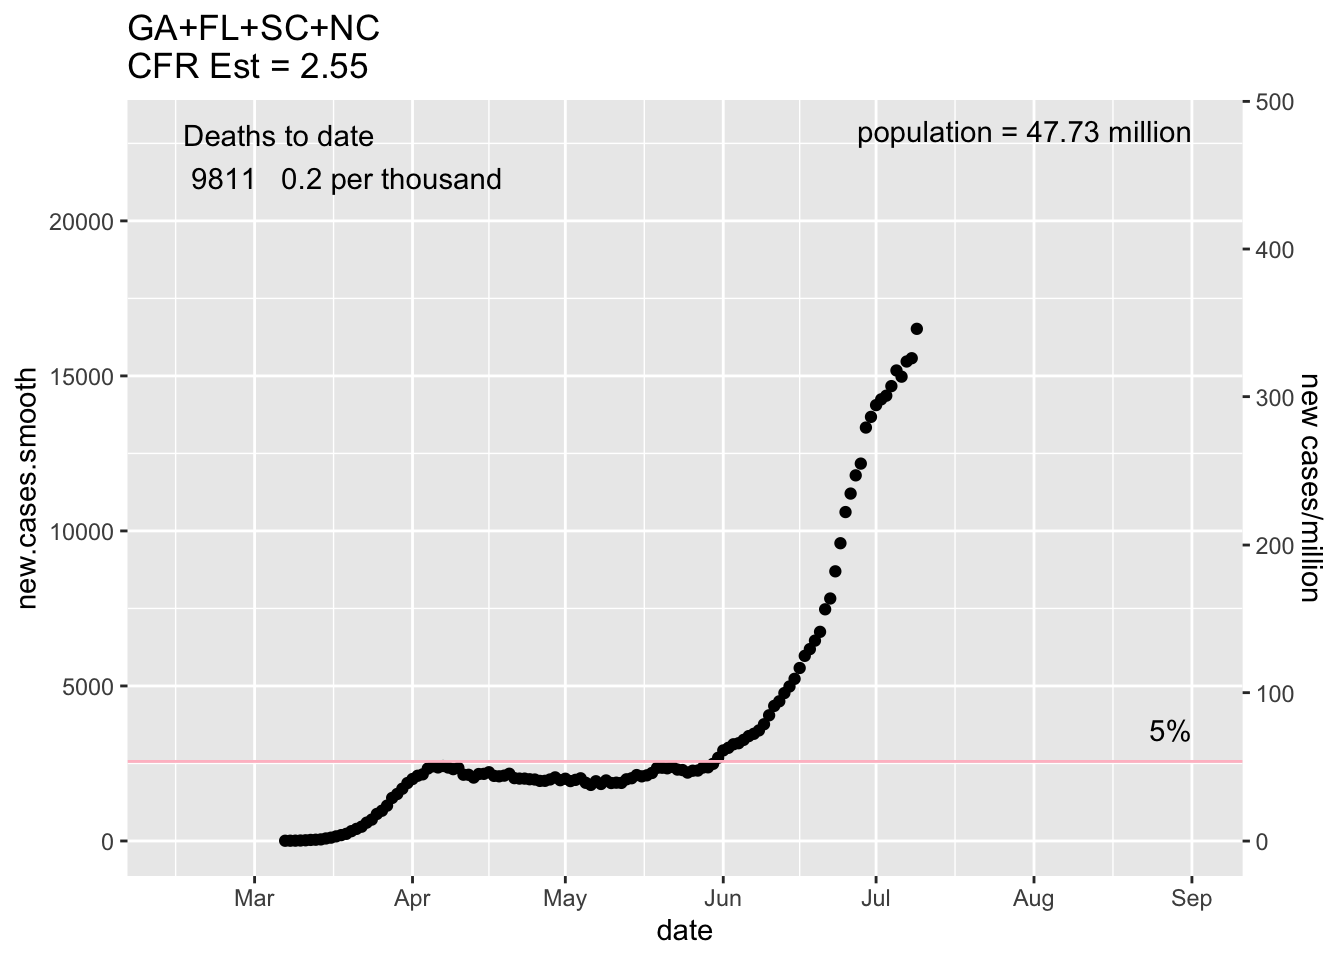 GA+FL+SC+NC
CFR Est = 2.55
Deaths to date
9811 0.2 per thousand
population = 47.73 million
5%
new.cases.smooth
20000
15000
10000
5000
0
500
400
300
200
100
0
new cases/million
Mar Apr May Jun Jul Aug Sep
date